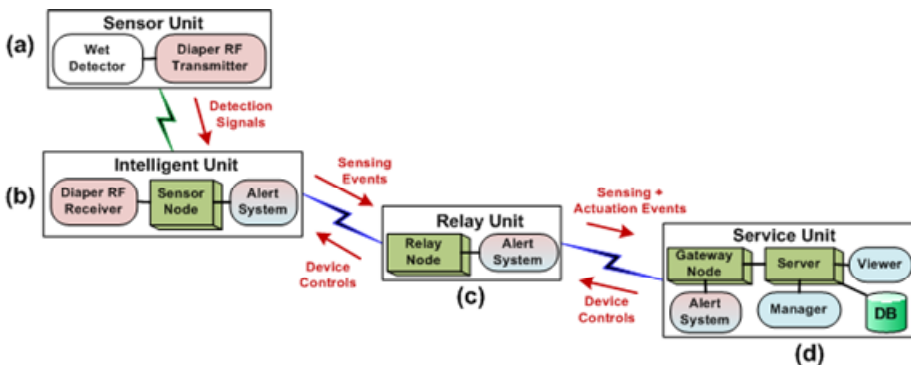 Sensor Unit
(a)
Wet
Detector
Diaper RF
Transmitter
Detection
Signals
Intelligent Unit
(b)
Diaper RF
Receiver
Sensor
Node
Alert
System
Sensing
Events
Device
Controls
Relay Unit
Relay
Node
Alert
System
(c)
Sensing +
Actuation Events
Device
Controls
Service Unit
Gateway
Node
Server
Viewer
Alert
System
Manager
DB
(d)